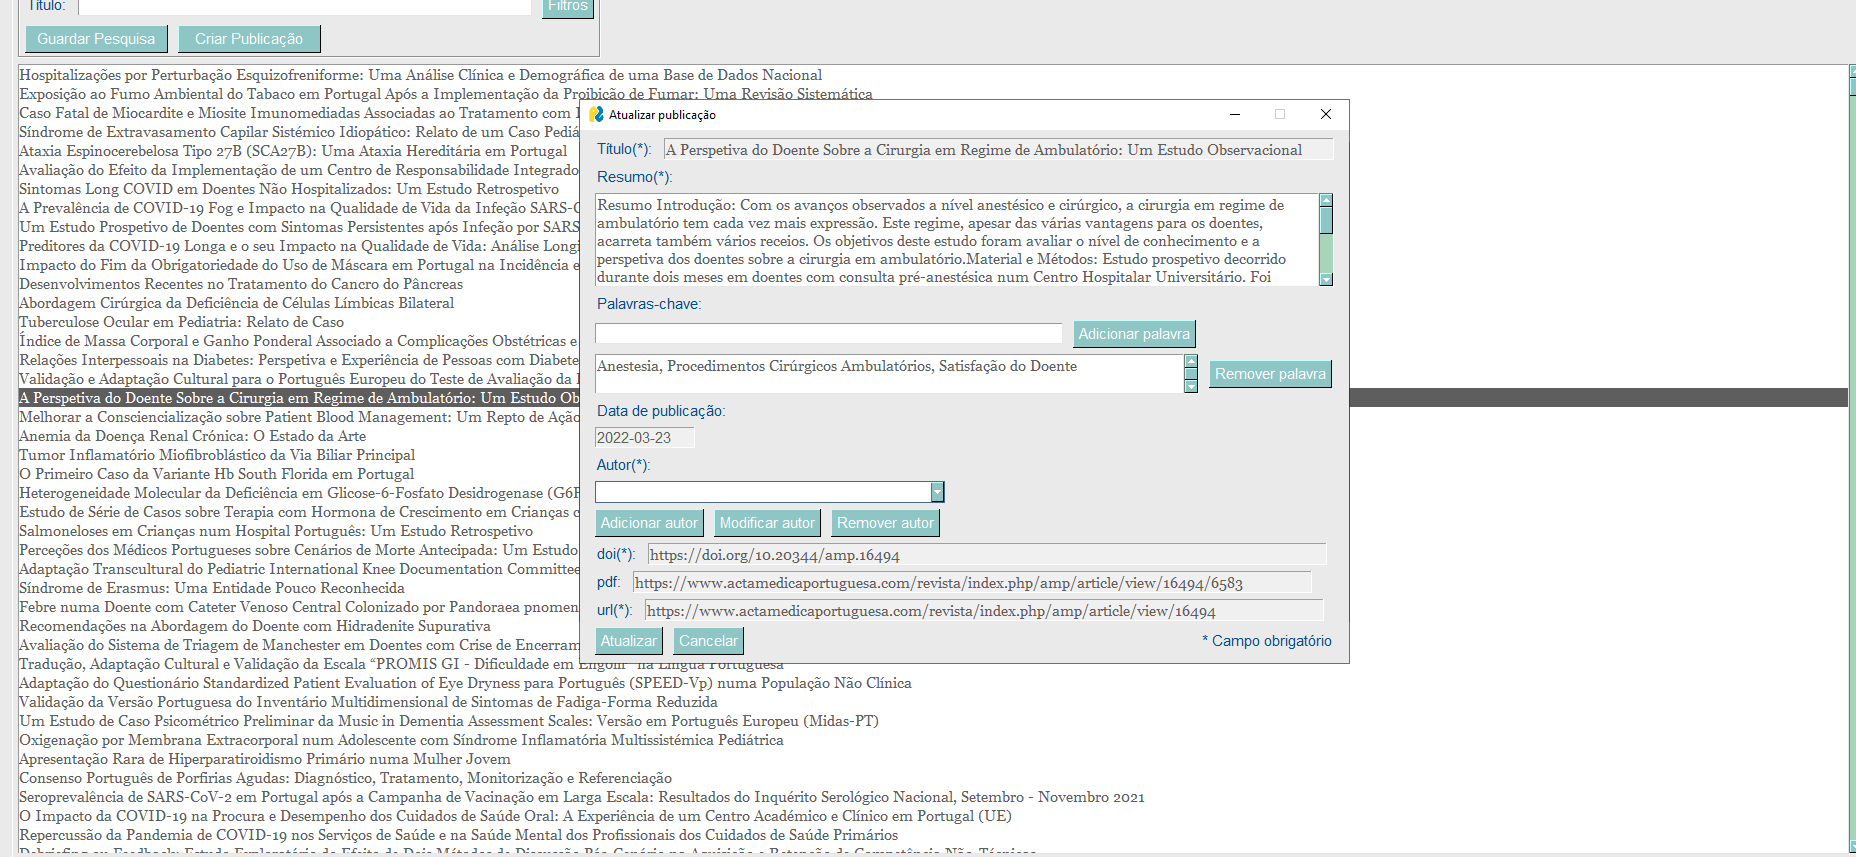 Título:
Filtros
Guardar Pesquisa
Criar Publicação
Hospitalizações por Perturbação Esquizofreniforme: Uma Análise Clínica e Demográfica de uma Base de Dados Nacional
Exposição ao Fumo Ambiental do Tabaco em Portugal Após a Implementação da Proibição de Fumar: Uma Revisão Sistemática
Caso Fatal de Miocardite e Miosite Imunomediadas Associadas ao Tratamento com
Síndrome de Extravasamento Capilar Sistémico Idiopático: Relato de um Caso Pediá
Ataxia Espinocerebelosa Tipo 27B (SCA27B): Uma Ataxia Hereditária em Portugal
Avaliação do Efeito da Implementação de um Centro de Responsabilidade Integrado
Sintomas Long COVID em Doentes Não Hospitalizados: Um Estudo Retrospetivo
A Prevalência de COVID-19 Fog e Impacto na Qualidade de Vida da Infeção SARS-C
Um Estudo Prospetivo de Doentes com Sintomas Persistentes após Infeção por SARS
Preditores da COVID-19 Longa e o seu Impacto na Qualidade de Vida: Análise Longi
Impacto do Fim da Obrigatoriedade do Uso de Máscara em Portugal na Incidência e
Desenvolvimentos Recentes no Tratamento do Cancro do Pâncreas
Abordagem Cirúrgica da Deficiência de Células Límbicas Bilateral
Tuberculose Ocular em Pediatria: Relato de Caso
Índice de Massa Corporal e Ganho Ponderal Associado a Complicações Obstétricas e
Relações Interpessoais na Diabetes: Perspetiva e Experiência de Pessoas com Diabete
Validação e Adaptação Cultural para o Português Europeu do Teste de Avaliação da
A Perspetiva do Doente Sobre a Cirurgia em Regime de Ambulatório: Um Estudo Ob
Melhorar a Consciencialização sobre Patient Blood Management: Um Repto de Ação
Anemia da Doença Renal Crónica: O Estado da Arte
Tumor Inflamatório Miofibroblástico da Via Biliar Principal
O Primeiro Caso da Variante Hb South Florida em Portugal
Heterogeneidade Molecular da Deficiência em Glicose-6-Fosfato Desidrogenase (G6P
Estudo de Série de Casos sobre Terapia com Hormona de Crescimento em Crianças c
Salmoneloses em Crianças num Hospital Português: Um Estudo Retrospetivo
Perceções dos Médicos Portugueses sobre Cenários de Morte Antecipada: Um Estudo
Adaptação Transcultural do Pediatric International Knee Documentation Committee
Síndrome de Erasmus: Uma Entidade Pouco Reconhecida
Febre numa Doente com Cateter Venoso Central Colonizado por Pandoraea pnomen
Recomendações na Abordagem do Doente com Hidradenite Supurativa
Avaliação do Sistema de Triagem de Manchester em Doentes com Crise de Encerram
Tradução, Adaptação Cultural e Validação da Escala “PROMIS GI - Dificuldade em Engolir” na Língua Portuguesa
Adaptação do Questionário Standardized Patient Evaluation of Eye Dryness para Português (SPEED-Vp) numa População Não Clínica
Validação da Versão Portuguesa do Inventário Multidimensional de Sintomas de Fadiga-Forma Reduzida
Um Estudo de Caso Psicométrico Preliminar da Music in Dementia Assessment Scales: Versão em Português Europeu (Midas-PT)
Oxigenação por Membrana Extracorporal num Adolescente com Síndrome Inflamatória Multissistémica Pediátrica
Apresentação Rara de Hiperparatiroidismo Primário numa Mulher Jovem
Consenso Português de Porfirias Agudas: Diagnóstico, Tratamento, Monitorização e Referenciação
Seroprevalência de SARS-CoV-2 em Portugal após a Campanha de Vacinação em Larga Escala: Resultados do Inquérito Serológico Nacional, Setembro - Novembro 2021
O Impacto da COVID-19 na Procura e Desempenho dos Cuidados de Saúde Oral: A Experiência de um Centro Académico e Clínico em Portugal (UE)
Repercussão da Pandemia de COVID-19 nos Serviços de Saúde e na Saúde Mental dos Profissionais dos Cuidados de Saúde Primários
Atualizar publicação
Título(*): A Perspetiva do Doente Sobre a Cirurgia em Regime de Ambulatório: Um Estudo Observacional
Resumo(*):
Resumo Introdução: Com os avanços observados a nível anestésico e cirúrgico, a cirurgia em regime de
ambulatório tem cada vez mais expressão. Este regime, apesar das várias vantagens para os doentes,
acarreta também vários receios. Os objetivos deste estudo foram avaliar o nível de conhecimento e a
perspetiva dos doentes sobre a cirurgia em ambulatório.Material e Métodos: Estudo prospetivo decorrido
durante dois meses em doentes com consulta pré-anestésica num Centro Hospitalar Universitário. Foi
Palavras-chave:
Adicionar palavra
Anestesia, Procedimentos Cirúrgicos Ambulatórios, Satisfação do Doente
Remover palavra
Data de publicação:
2022-03-23
Autor(*):
Adicionar autor
Modificar autor
Remover autor
doi(*): https://doi.org/10.20344/amp.16494
pdf: https://www.actamedicaportuguesa.com/revista/index.php/amp/article/view/16494/6583
url(*): https://www.actamedicaportuguesa.com/revista/index.php/amp/article/view/16494
Atualizar
Cancelar
* Campo obrigatório